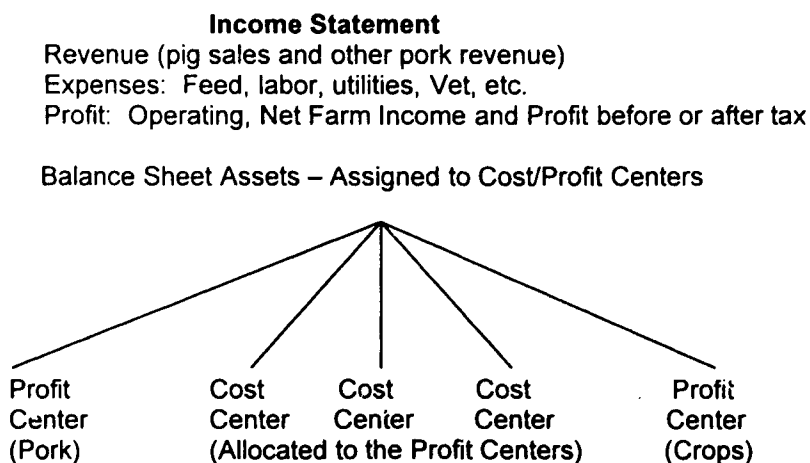 Income Statement
Revenue (pig sales and other pork revenue)
Expenses: Feed, labor, utilities, Vet, etc.
Profit: Operating, Net Farm Income and Profit before or after tax
Balance Sheet Assets – Assigned to Cost/Profit Centers
Profit Cost Cost Cost Profit
Center Center Center Center Center
(Pork) (Allocated to the Profit Centers) (Crops)